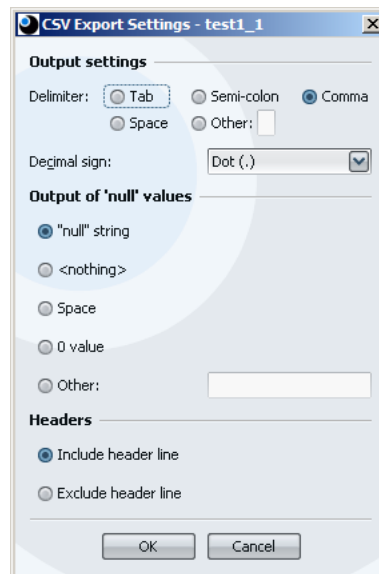 CSV Export Settings - test1_1
Output settings
Delimiter: Tab Semi-colon Comma
Space Other:
Decimal sign: Dot (.)
Output of 'null' values
"null" string
<nothing>
Space
0 value
Other:
Headers
Include header line
Exclude header line
OK Cancel